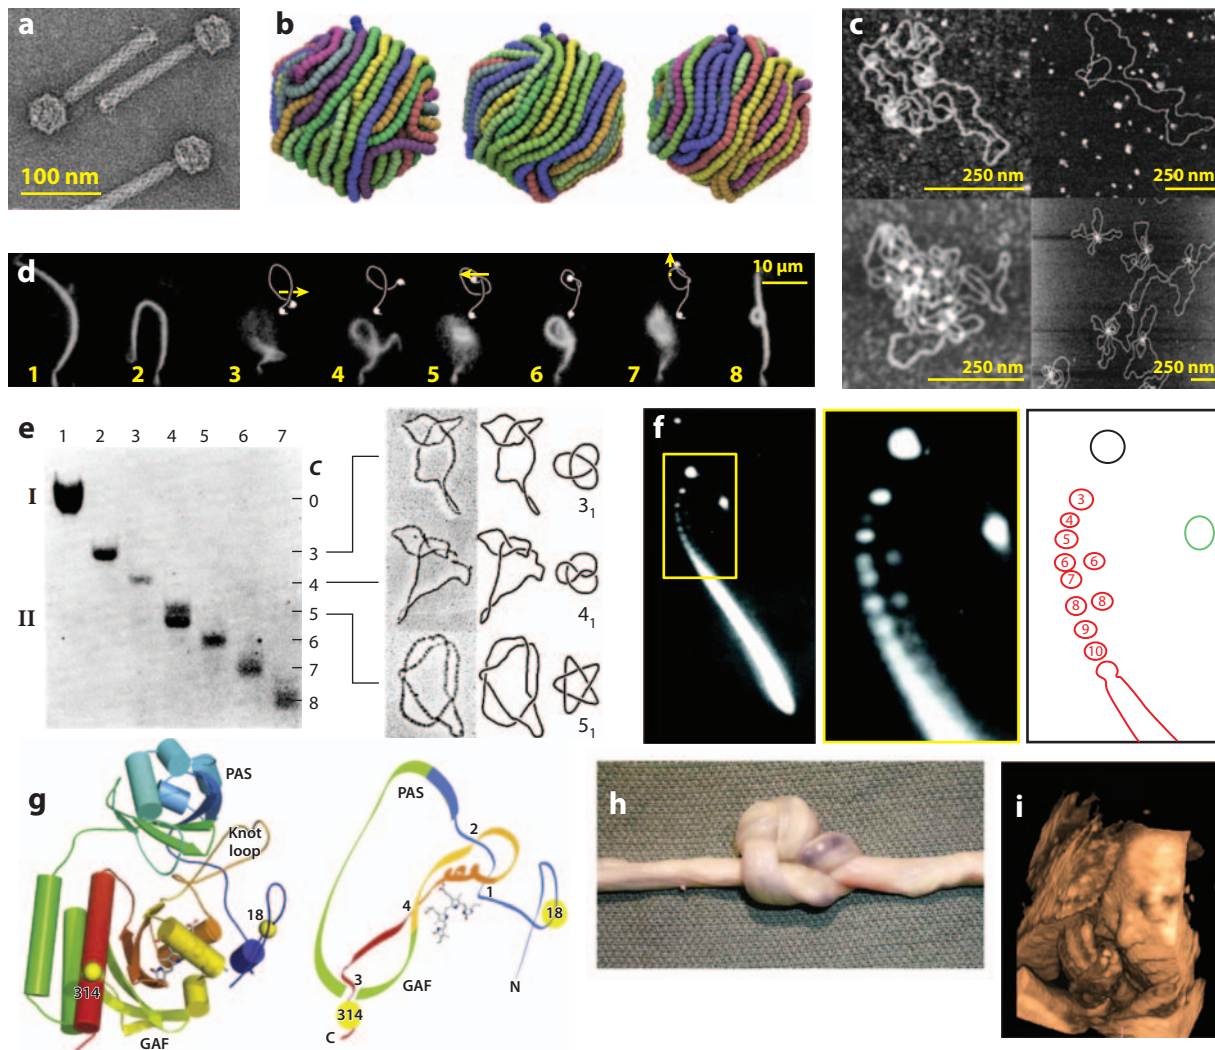 a
100 nm
b
c
250 nm
250 nm
250 nm
250 nm
d
10 µm
1 2 3 4 5 6 7 8
e
1 2 3 4 5 6 7
C
I
II
0
3
4
5
6
7
8
3₁
4₁
5₁
f
3
4
5
6 6
7
8 8
9
10
g
PAS
Knot
loop
18
314
GAF
PAS
2
1
4
18
3
GAF
N
314
C
h
i